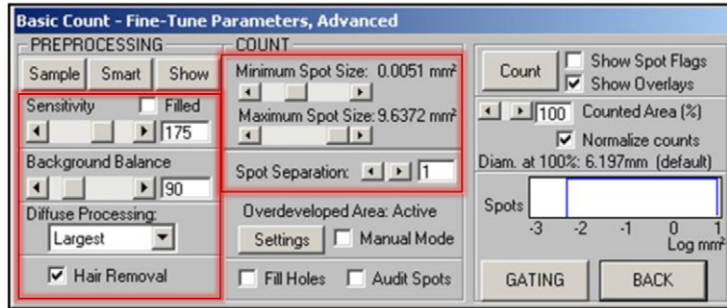 Basic Count - Fine-Tune Parameters, Advanced
PREPROCESSING
Sample Smart Show
Sensitivity Filled
175
Background Balance
90
Diffuse Processing:
Largest
Hair Removal
COUNT
Minimum Spot Size: 0.0051 mm²
Maximum Spot Size: 9.6372 mm²
Spot Separation: 1
Overdeveloped Area: Active
Settings Manual Mode
Fill Holes Audit Spots
Count Show Spot Flags
Show Overlays
100 Counted Area (%)
Normalize counts
Diam. at 100%: 6.197mm (default)
Spots
-3 -2 -1 0 1
Log mm²
GATING BACK